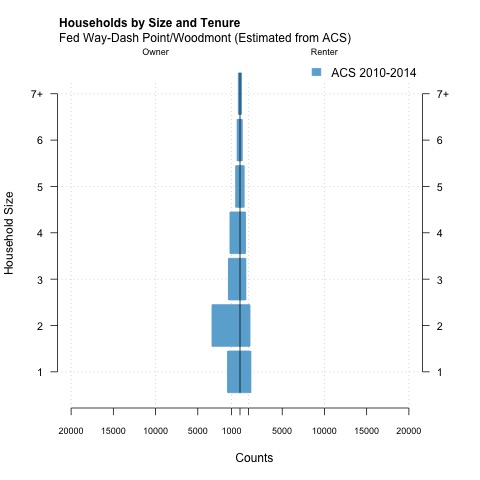 Households by Size and Tenure
Fed Way-Dash Point/Woodmont (Estimated from ACS)
Owner Renter
ACS 2010-2014
7+ 7+
6 6
5 5
4 4
3 3
2 2
1 1
Household Size
20000 15000 10000 5000 1000 5000 10000 15000 20000
Counts